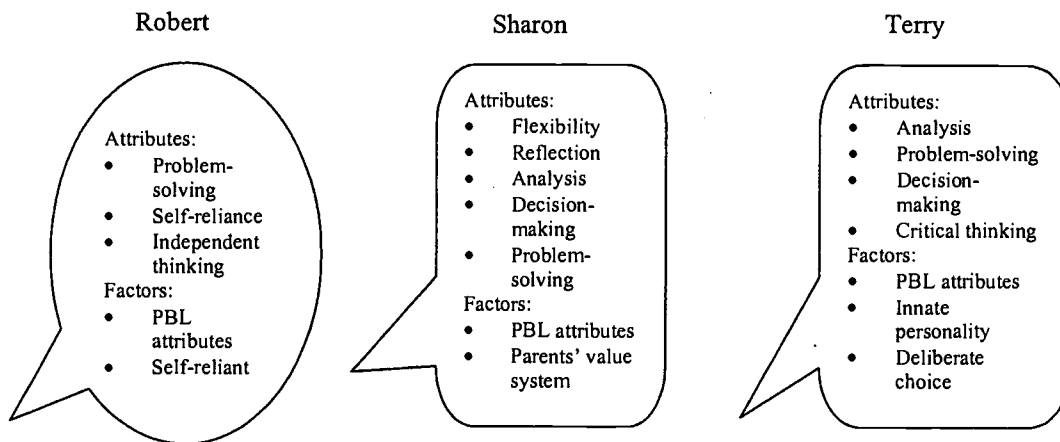 Robert
Attributes:
• Problem-
solving
• Self-reliance
• Independent
thinking
Factors:
• PBL
attributes
• Self-reliant
Sharon
Attributes:
• Flexibility
• Reflection
• Analysis
• Decision-
making
• Problem-
solving
Factors:
• PBL attributes
• Parents' value
system
Terry
Attributes:
• Analysis
• Problem-solving
• Decision-
making
• Critical thinking
Factors:
• PBL attributes
• Innate
personality
• Deliberate
choice